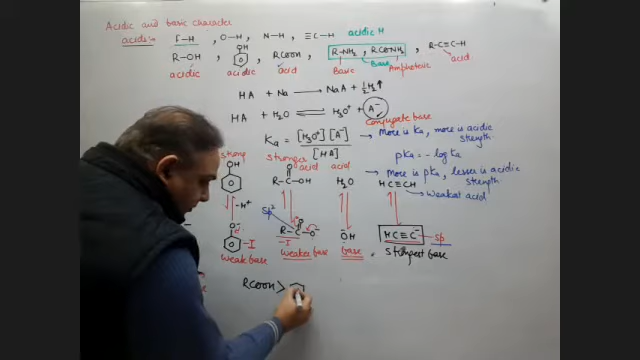 Acidic and basic character
acids:- F-H , O-H , N-H , ≡C-H acidic H
R-OH , OH , RCOOH , R-NH₂ , RCONH₂ , R-C≡C-H
acidic acidic acid Base acid
Basic Amphoteric
HA + Na ⟶ NaA + ½H₂↑
HA + H₂O ⇌ H₃O⁺ + A⁻
Conjugate base
Ka = [H₃O⁺][A⁻] / [HA] → More is Ka, more is acidic strength
pKa = -log Ka
→ More is pKa, lesser is acidic strength
strong stronger acid acid
OH R-C-OH O H₂O HC≡CH → Weakest acid
-H⁺ sp²
O⁻ -I R-C-O⁻ O -I ŌH HC≡C⁻ - sp
weak base weaker base base , strongest base
RCOOH >